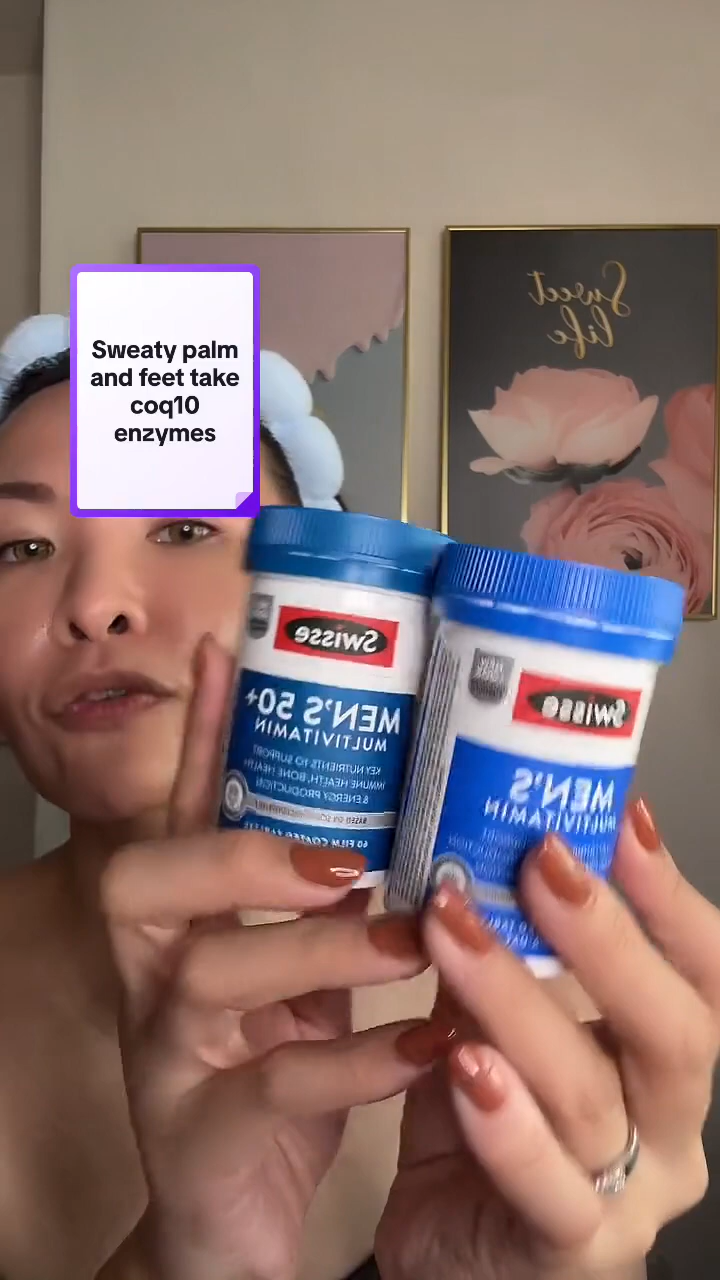 Sweet
life
Sweaty palm
and feet take
coq10
enzymes
Swisse
MEN'S 50+
MULTIVITAMIN
KEY NUTRIENTS TO SUPPORT
IMMUNE HEALTH, BONE HEALTH
& ENERGY PRODUCTION
60 FILM COATED TABLETS
Swisse
MEN'S
MULTIVITAMIN